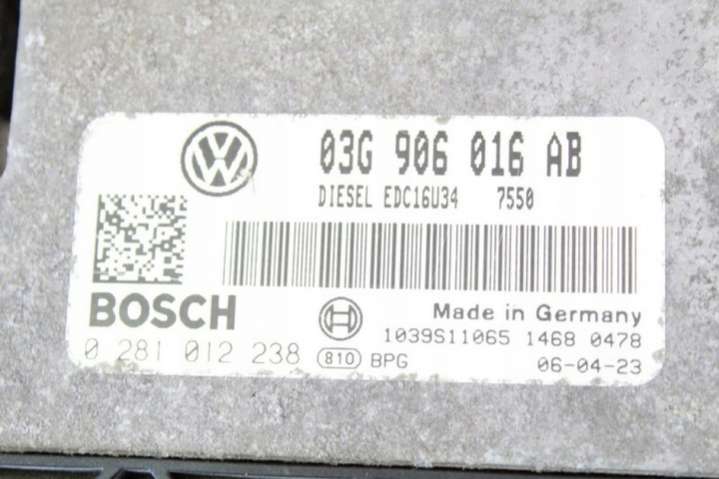 03G 906 016 AB
DIESEL EDC16U34 7550
BOSCH
Made in Germany
1039S11065 1468 0478
0 281 012 238 810 BPG 06-04-23